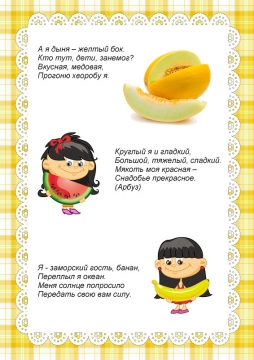 А я дыня – желтый бок.
Кто тут, дети, занемог?
Вкусная, медовая,
Прогоню хворобу я.
Круглый я и гладкий,
Большой, тяжелый, сладкий.
Мякоть моя красная –
Снадобье прекрасное.
(Арбуз)
Я - заморский гость, банан,
Переплыл я океан.
Меня солнце попросило
Передать свою вам силу.